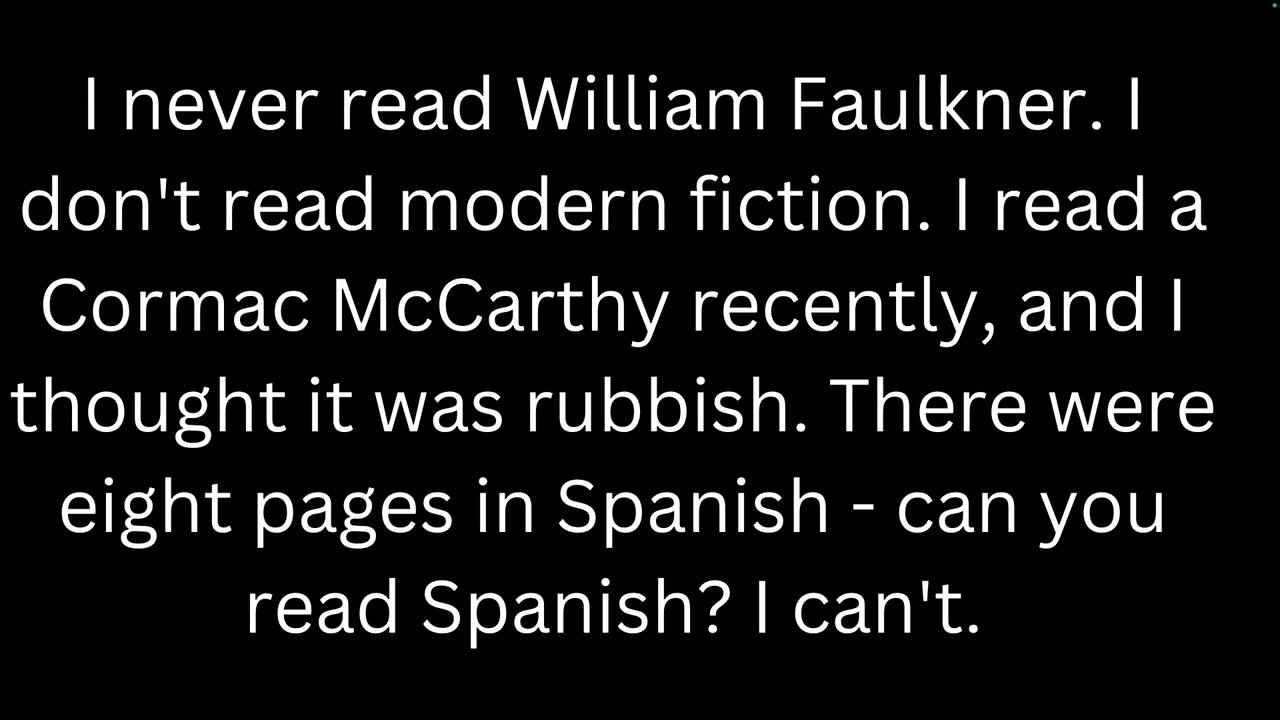 I never read William Faulkner. I
don't read modern fiction. I read a
Cormac McCarthy recently, and I
thought it was rubbish. There were
eight pages in Spanish - can you
read Spanish? I can't.